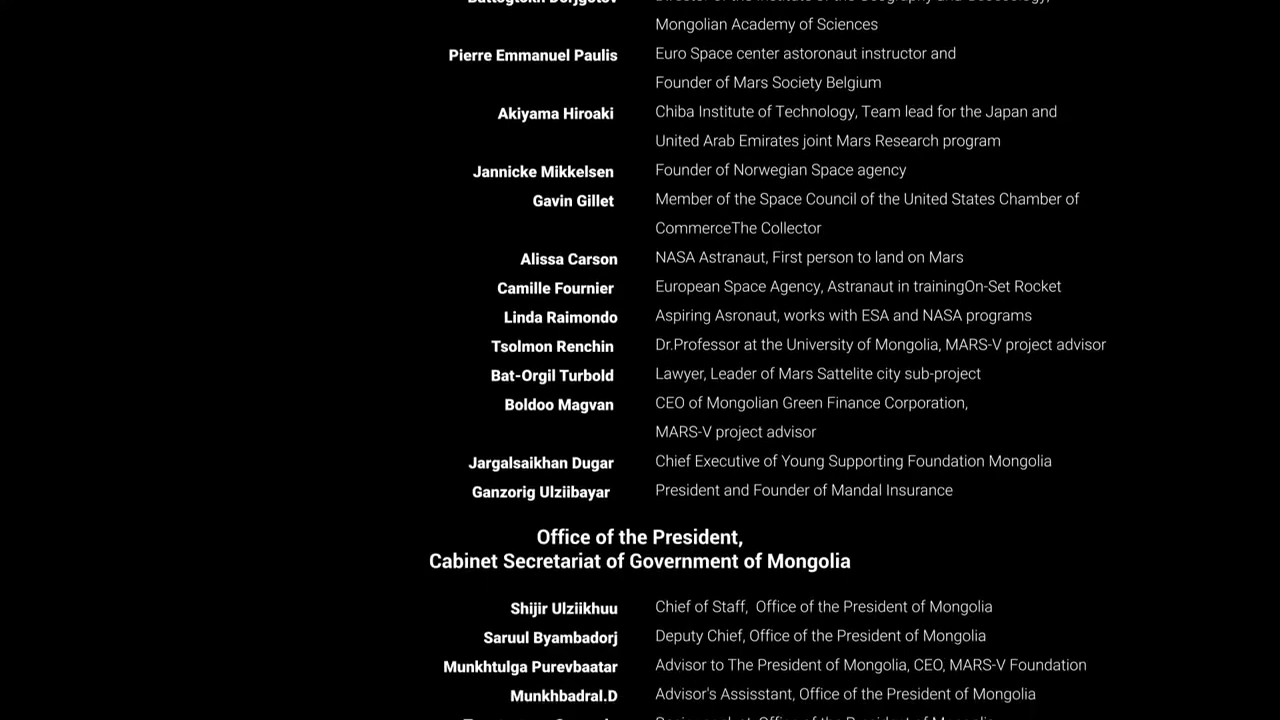 Mongolian Academy of Sciences
Pierre Emmanuel Paulis Euro Space center astoronaut instructor and
Founder of Mars Society Belgium
Akiyama Hiroaki Chiba Institute of Technology, Team lead for the Japan and
United Arab Emirates joint Mars Research program
Jannicke Mikkelsen Founder of Norwegian Space agency
Gavin Gillet Member of the Space Council of the United States Chamber of
CommerceThe Collector
Alissa Carson NASA Astranaut, First person to land on Mars
Camille Fournier European Space Agency, Astranaut in trainingOn-Set Rocket
Linda Raimondo Aspiring Asronaut, works with ESA and NASA programs
Tsolmon Renchin Dr.Professor at the University of Mongolia, MARS-V project advisor
Bat-Orgil Turbold Lawyer, Leader of Mars Sattelite city sub-project
Boldoo Magvan CEO of Mongolian Green Finance Corporation,
MARS-V project advisor
Jargalsaikhan Dugar Chief Executive of Young Supporting Foundation Mongolia
Ganzorig Ulziibayar President and Founder of Mandal Insurance
Office of the President,
Cabinet Secretariat of Government of Mongolia
Shijir Ulziikhuu Chief of Staff, Office of the President of Mongolia
Saruul Byambadorj Deputy Chief, Office of the President of Mongolia
Munkhtulga Purevbaatar Advisor to The President of Mongolia, CEO, MARS-V Foundation
Munkhbadral.D Advisor's Assisstant, Office of the President of Mongolia